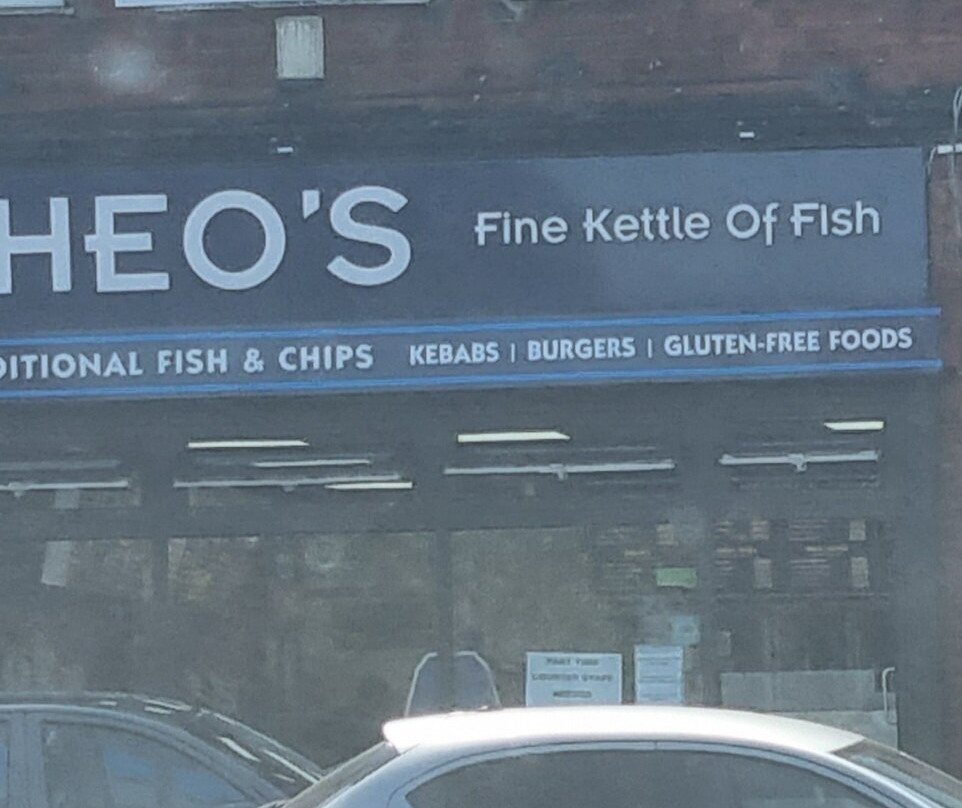 HEO'S
Fine Kettle Of FIsh
DITIONAL FISH & CHIPS KEBABS | BURGERS | GLUTEN-FREE FOODS